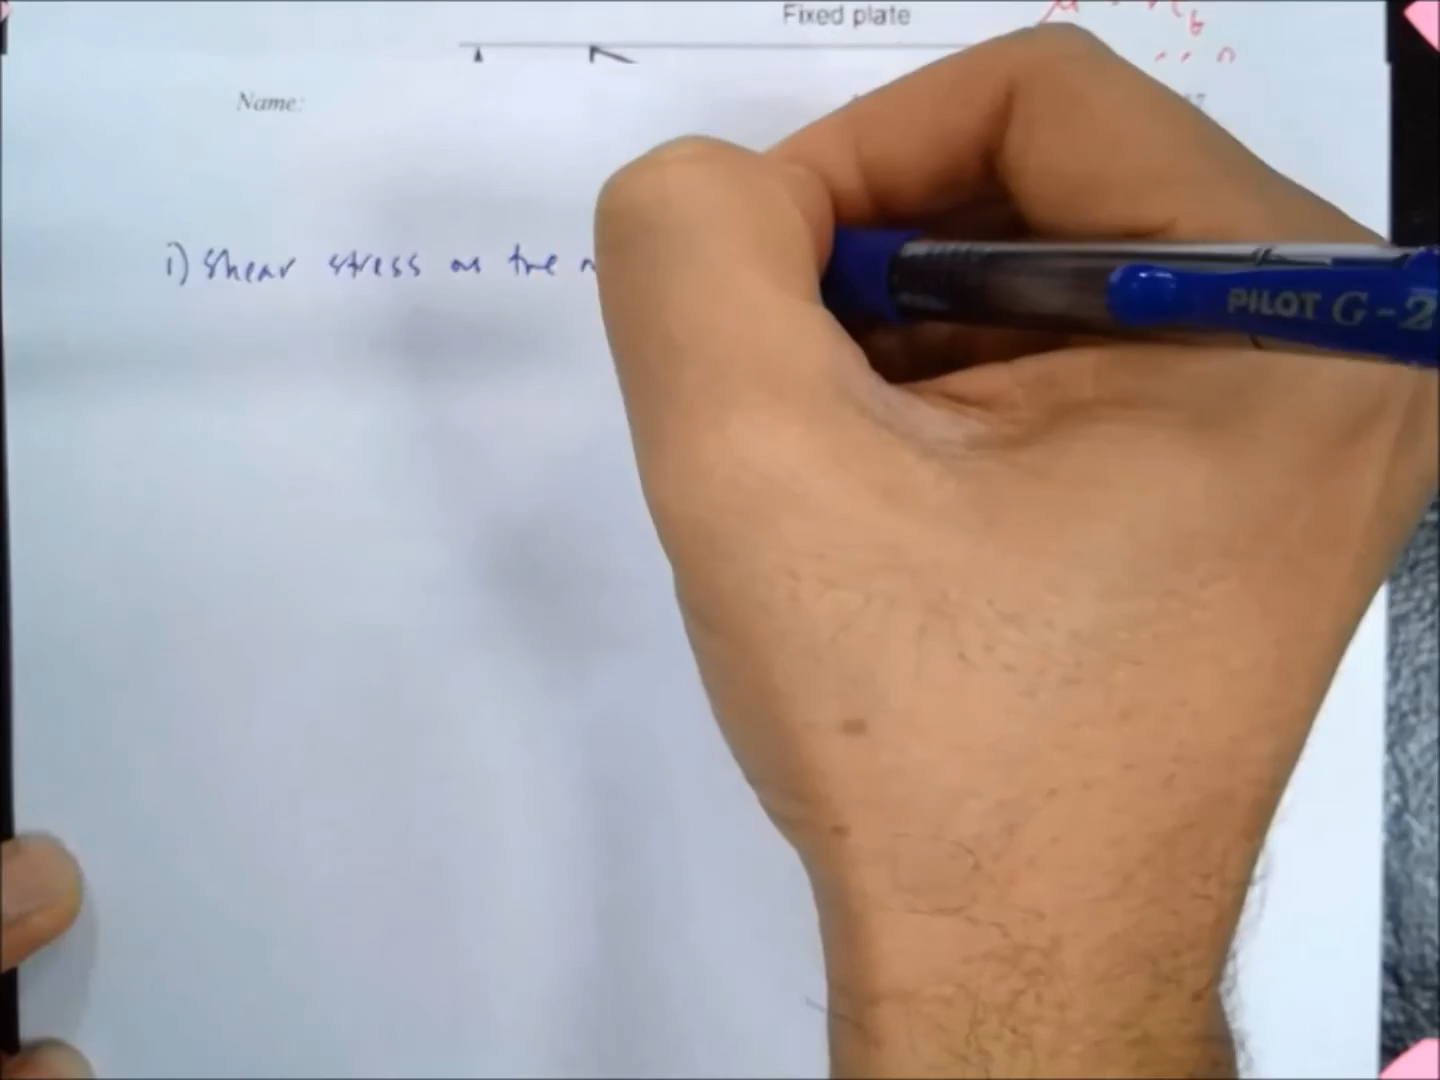 Fixed plate
Name:
i) Shear stress on the
PILOT G-2